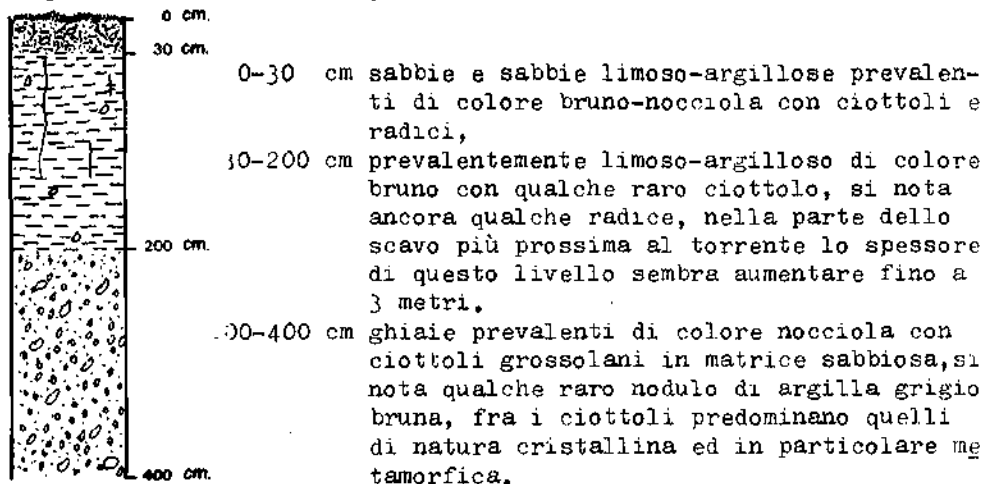 0 cm.
30 cm.
0-30 cm sabbie e sabbie limoso-argillose prevalen-
ti di colore bruno-nocciola con ciottoli e
radici,
30-200 cm prevalentemente limoso-argilloso di colore
bruno con qualche raro ciottolo, si nota
ancora qualche radice, nella parte dello
scavo più prossima al torrente lo spessore
200 cm.
di questo livello sembra aumentare fino a
3 metri.
00-400 cm ghiaie prevalenti di colore nocciola con
ciottoli grossolani in matrice sabbiosa,si
nota qualche raro nodulo di argilla grigio
bruna, fra i ciottoli predominano quelli
di natura cristallina ed in particolare me
400 cm.
tamorfica.